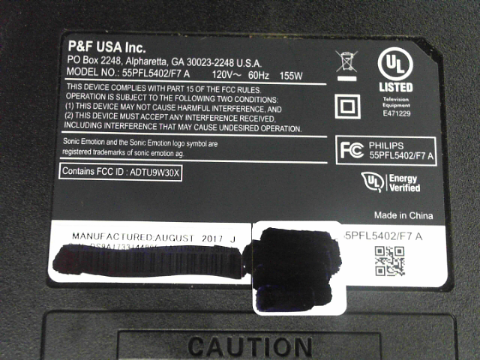 P&F USA Inc.
PO Box 2248, Alpharetta, GA 30023-2248 U.S.A.
MODEL NO.: 55PFL5402/F7 A 120V~ 60Hz 155W
THIS DEVICE COMPLIES WITH PART 15 OF THE FCC RULES.
OPERATION IS SUBJECT TO THE FOLLOWING TWO CONDITIONS:
(1) THIS DEVICE MAY NOT CAUSE HARMFUL INTERFERENCE, AND
(2) THIS DEVICE MUST ACCEPT ANY INTERFERENCE RECEIVED,
INCLUDING INTERFERENCE THAT MAY CAUSE UNDESIRED OPERATION.
Sonic Emotion and the Sonic Emotion logo symbol are
registered trademarks of sonic emotion ag.
Contains FCC ID : ADTU9W30X
UL
LISTED
Television
Equipment
E471229
FC PHILIPS
55PFL5402/F7 A
UL Energy
Verified
Made in China
MANUFACTURED:AUGUST 2017 J
55PFL5402/F7 A
CAUTION